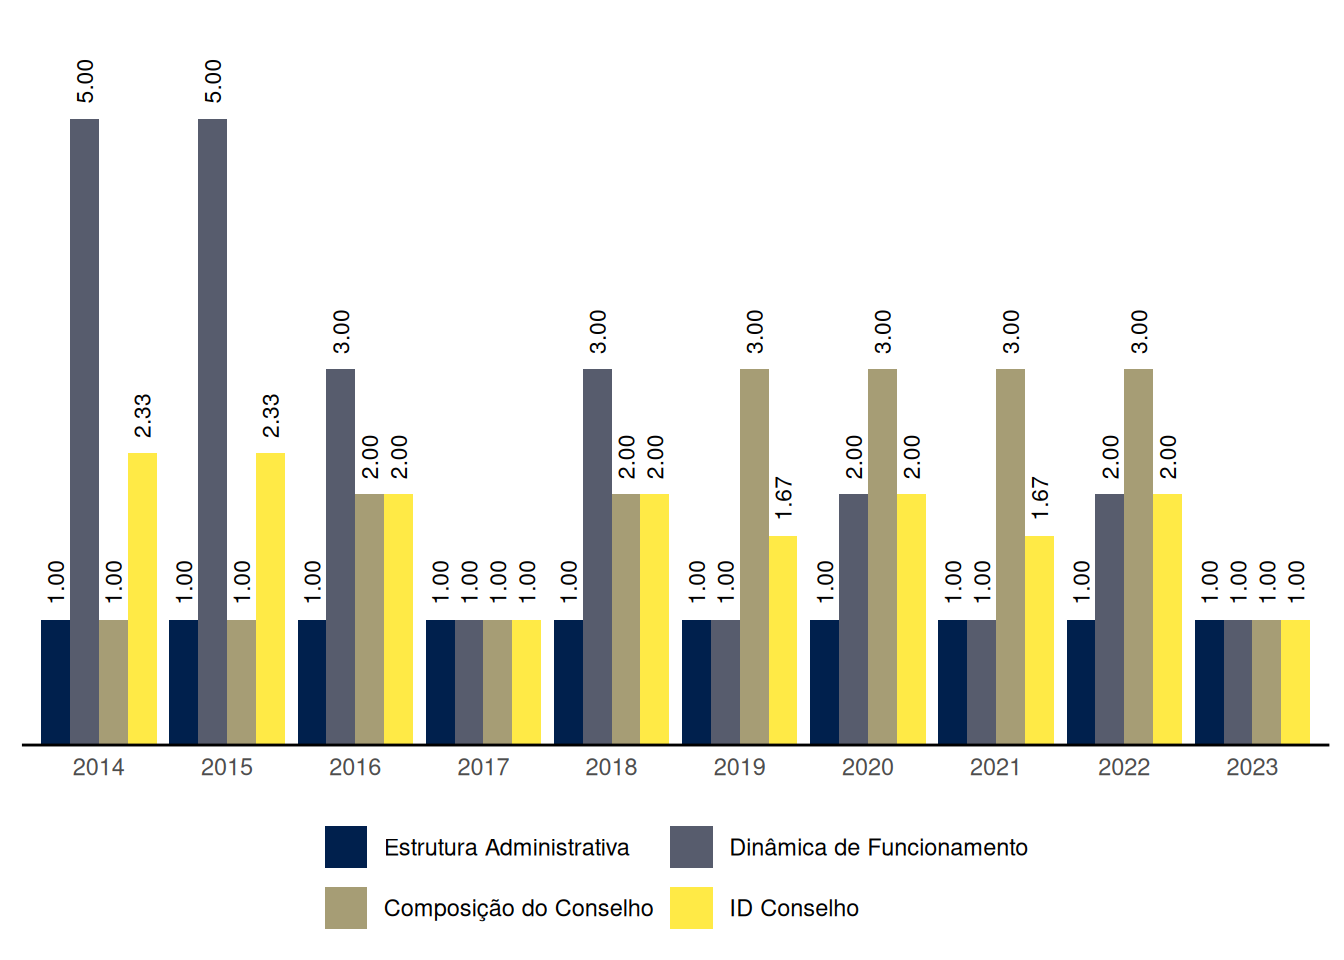 5.00 5.00
3.00 3.00 3.00 3.00 3.00 3.00
2.33 2.33
2.00 2.00 2.00 2.00 2.00 2.00 2.00 2.00
1.67 1.67
1.00 1.00 1.00 1.00 1.00 1.00 1.00 1.00 1.00 1.00 1.00 1.00 1.00 1.00 1.00 1.00 1.00 1.00 1.00 1.00
2014 2015 2016 2017 2018 2019 2020 2021 2022 2023
Estrutura Administrativa Dinâmica de Funcionamento
Composição do Conselho ID Conselho